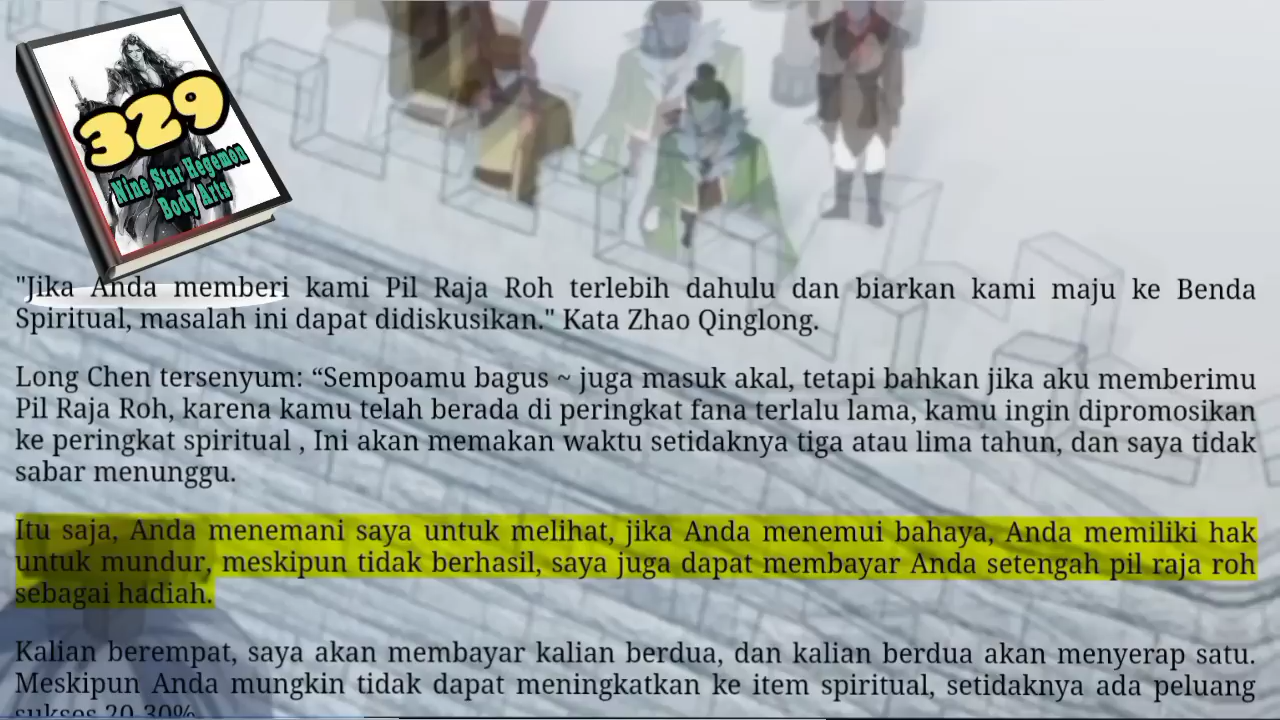 329
Nine Star Hegemon
Body Arts
"Jika Anda memberi kami Pil Raja Roh terlebih dahulu dan biarkan kami maju ke Benda
Spiritual, masalah ini dapat didiskusikan." Kata Zhao Qinglong.
Long Chen tersenyum: “Sempoamu bagus ~ juga masuk akal, tetapi bahkan jika aku memberimu
Pil Raja Roh, karena kamu telah berada di peringkat fana terlalu lama, kamu ingin dipromosikan
ke peringkat spiritual , Ini akan memakan waktu setidaknya tiga atau lima tahun, dan saya tidak
sabar menunggu.
Itu saja, Anda menemani saya untuk melihat, jika Anda menemui bahaya, Anda memiliki hak
untuk mundur, meskipun tidak berhasil, saya juga dapat membayar Anda setengah pil raja roh
sebagai hadiah.
Kalian berempat, saya akan membayar kalian berdua, dan kalian berdua akan menyerap satu.
Meskipun Anda mungkin tidak dapat meningkatkan ke item spiritual, setidaknya ada peluang
sukses 20-30%